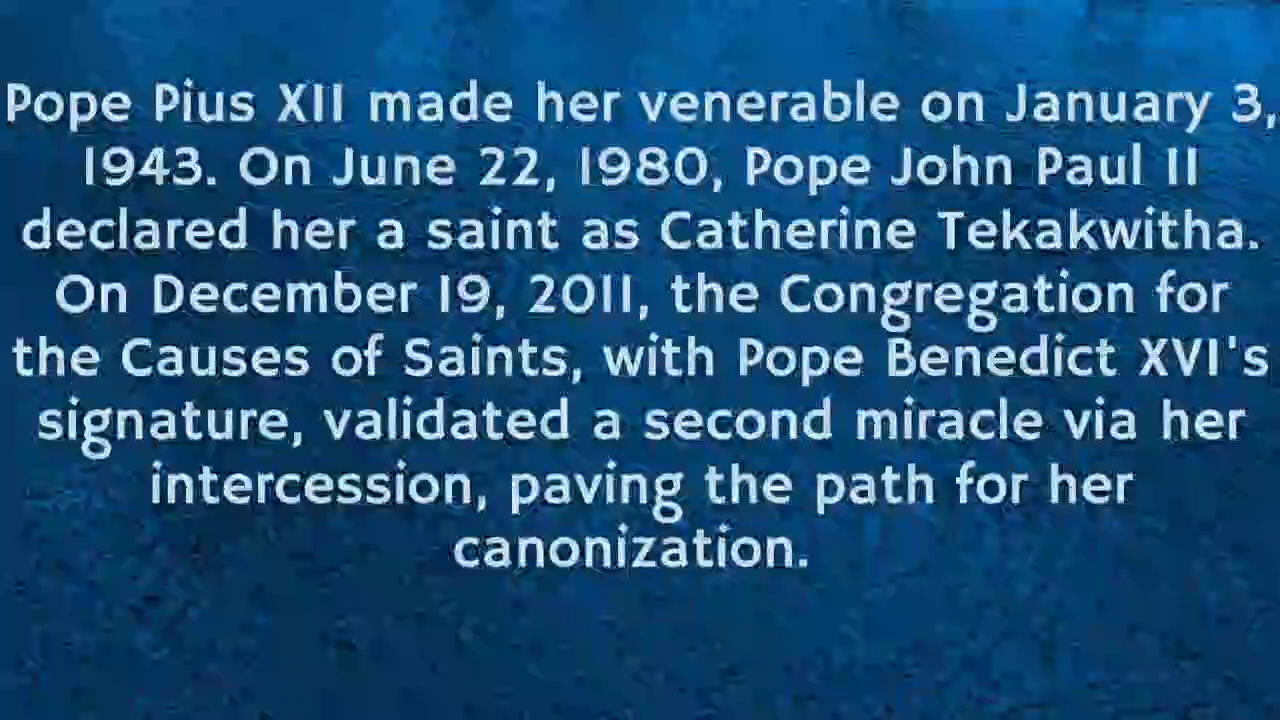 Pope Pius XII made her venerable on January 3,
1943. On June 22, 1980, Pope John Paul II
declared her a saint as Catherine Tekakwitha.
On December 19, 2011, the Congregation for
the Causes of Saints, with Pope Benedict XVI's
signature, validated a second miracle via her
intercession, paving the path for her
canonization.